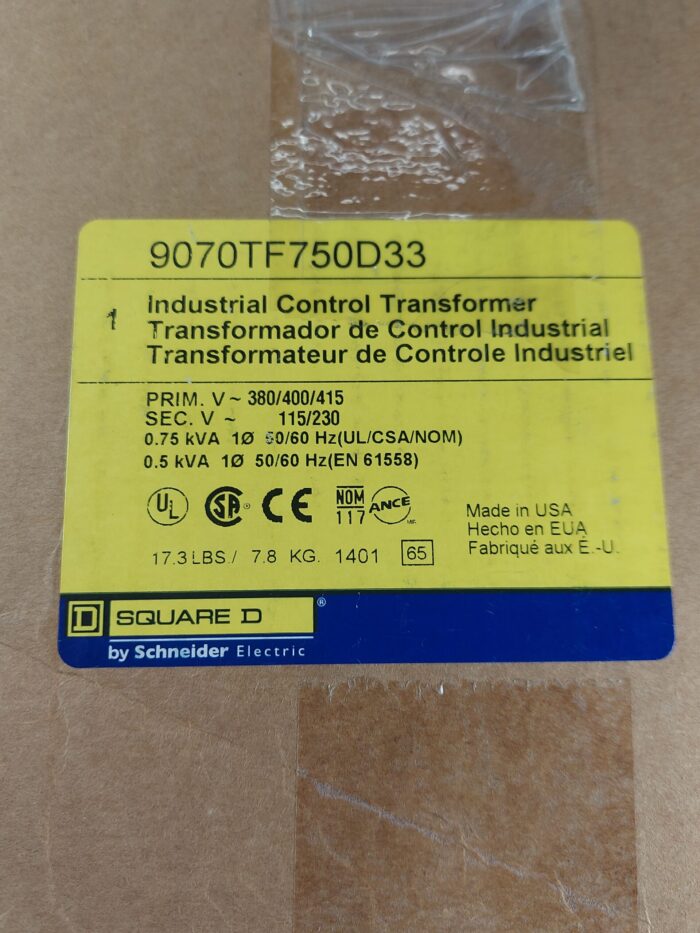 9070TF750D33
1 Industrial Control Transformer
Transformador de Control Industrial
Transformateur de Controle Industriel
PRIM. V ~ 380/400/415
SEC. V ~ 115/230
0.75 kVA 1Ø 50/60 Hz(UL/CSA/NOM)
0.5 kVA 1Ø 50/60 Hz(EN 61558)
UL SA ® CE NOM 117 ANCE
Made in USA
Hecho en EUA
Fabriqué aux É.-U.
17.3 LBS./ 7.8 KG. 1401 65
D SQUARE D ®
by Schneider Electric